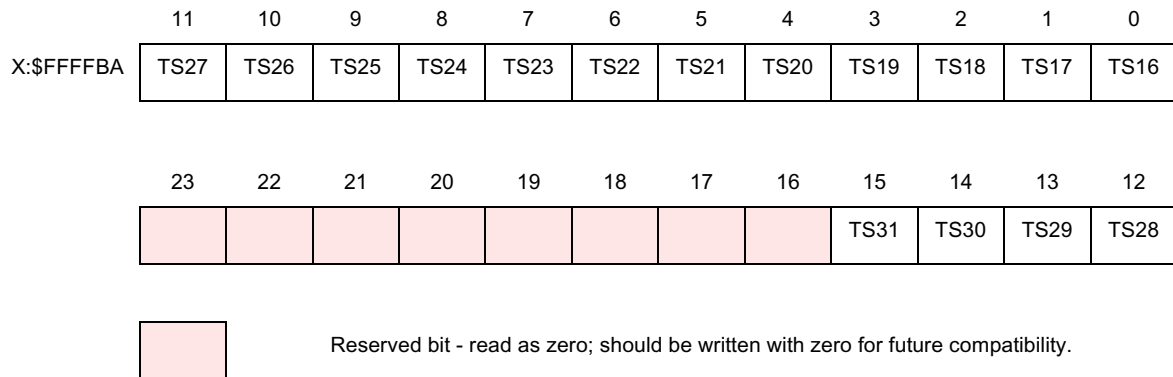 11 10 9 8 7 6 5 4 3 2 1 0
X:$FFFFBA TS27 TS26 TS25 TS24 TS23 TS22 TS21 TS20 TS19 TS18 TS17 TS16
23 22 21 20 19 18 17 16 15 14 13 12
TS31 TS30 TS29 TS28
Reserved bit - read as zero; should be written with zero for future compatibility.